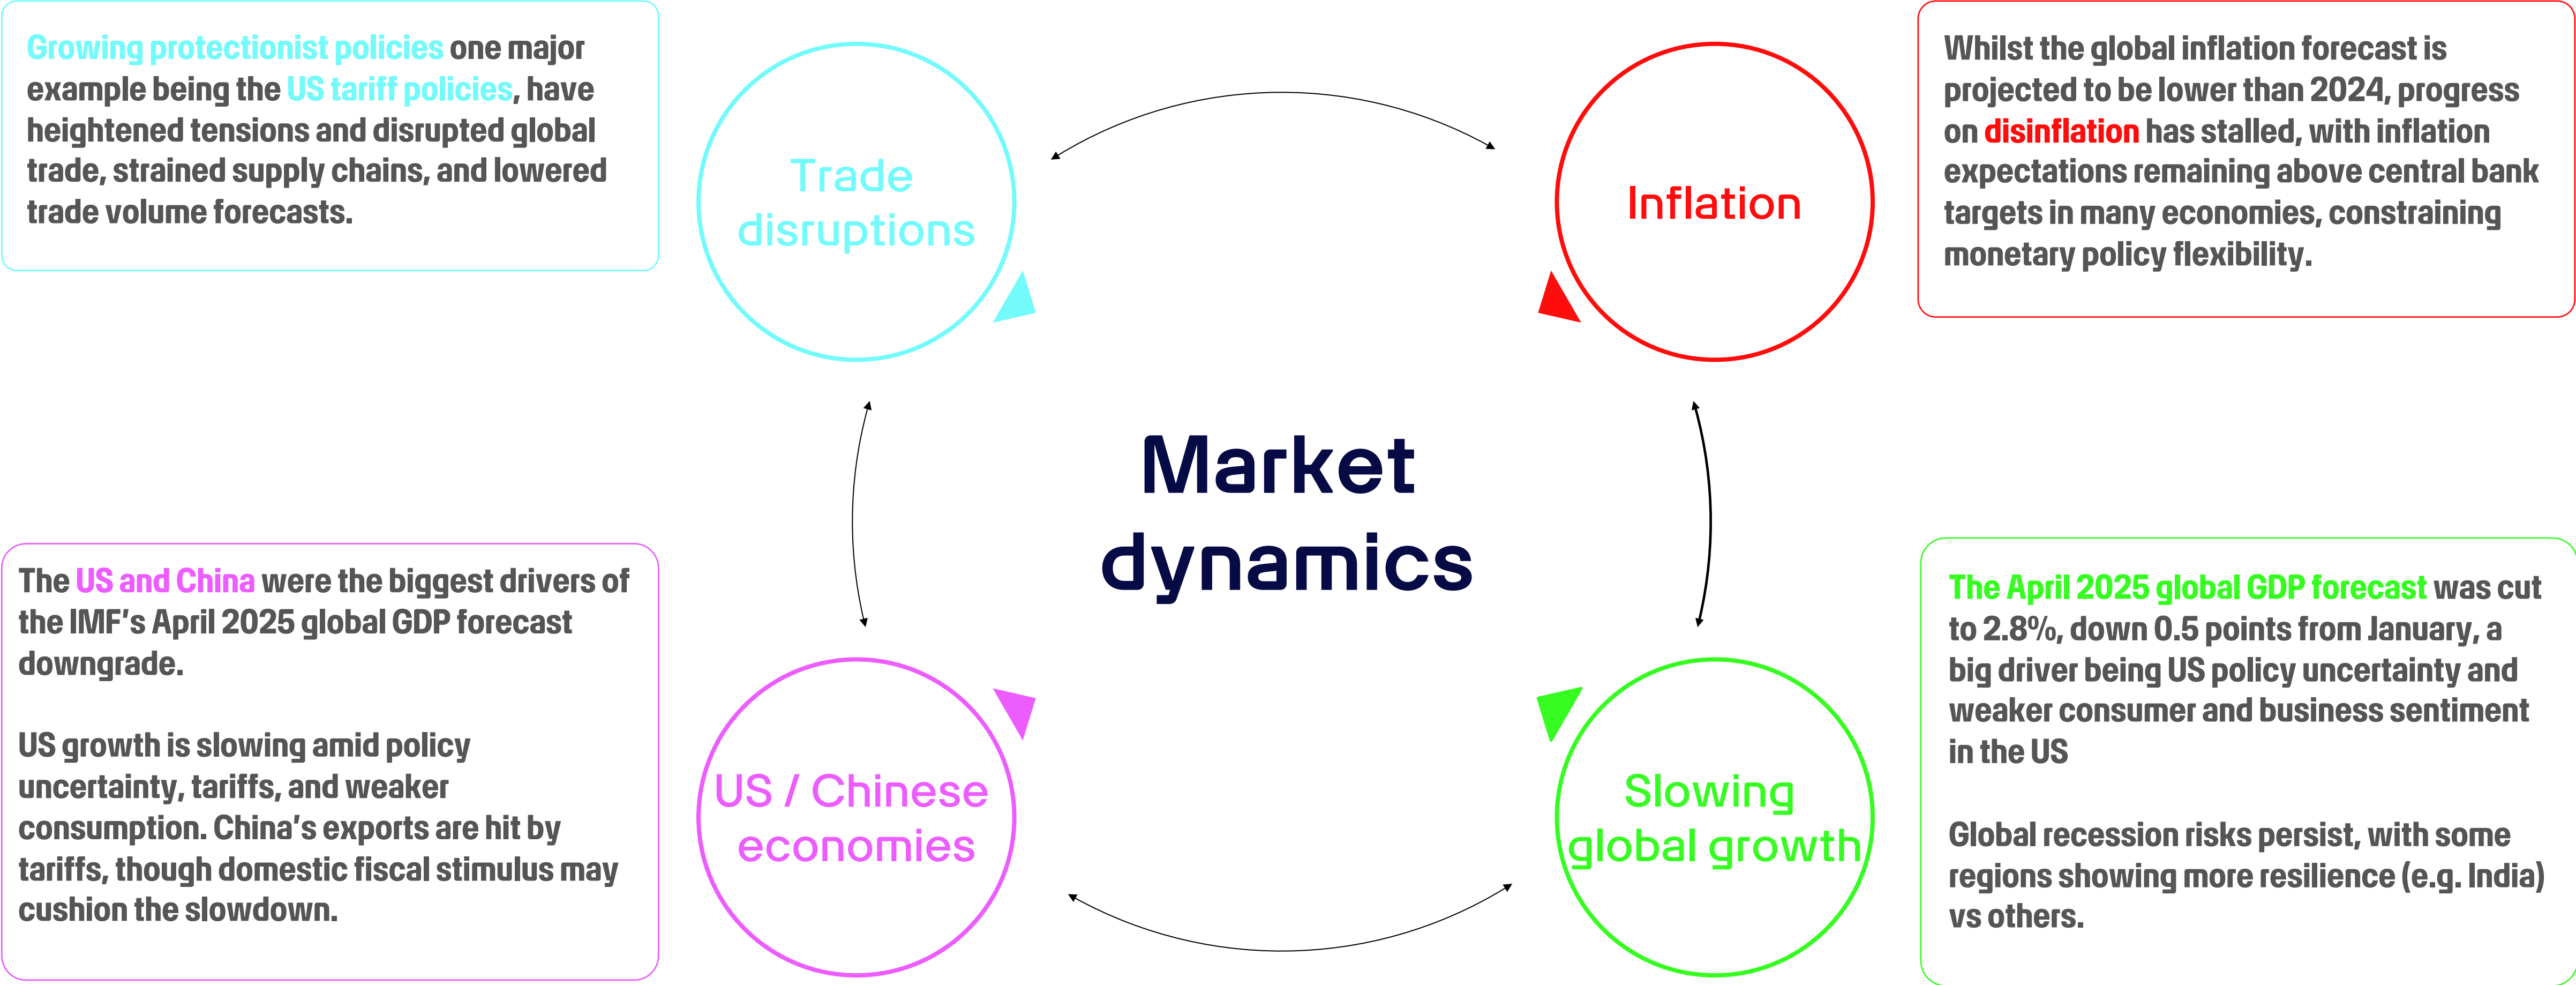 Growing protectionist policies one major
example being the US tariff policies, have
heightened tensions and disrupted global
trade, strained supply chains, and lowered
trade volume forecasts.
Trade
disruptions
Inflation
Whilst the global inflation forecast is
projected to be lower than 2024, progress
on disinflation has stalled, with inflation
expectations remaining above central bank
targets in many economies, constraining
monetary policy flexibility.
Market
dynamics
The US and China were the biggest drivers of
the IMF's April 2025 global GDP forecast
downgrade.
US growth is slowing amid policy
uncertainty, tariffs, and weaker
consumption. China's exports are hit by
tariffs, though domestic fiscal stimulus may
cushion the slowdown.
US / Chinese
economies
Slowing
global growth
The April 2025 global GDP forecast was cut
to 2.8%, down 0.5 points from January, a
big driver being US policy uncertainty and
weaker consumer and business sentiment
in the US
Global recession risks persist, with some
regions showing more resilience (e.g. India)
vs others.